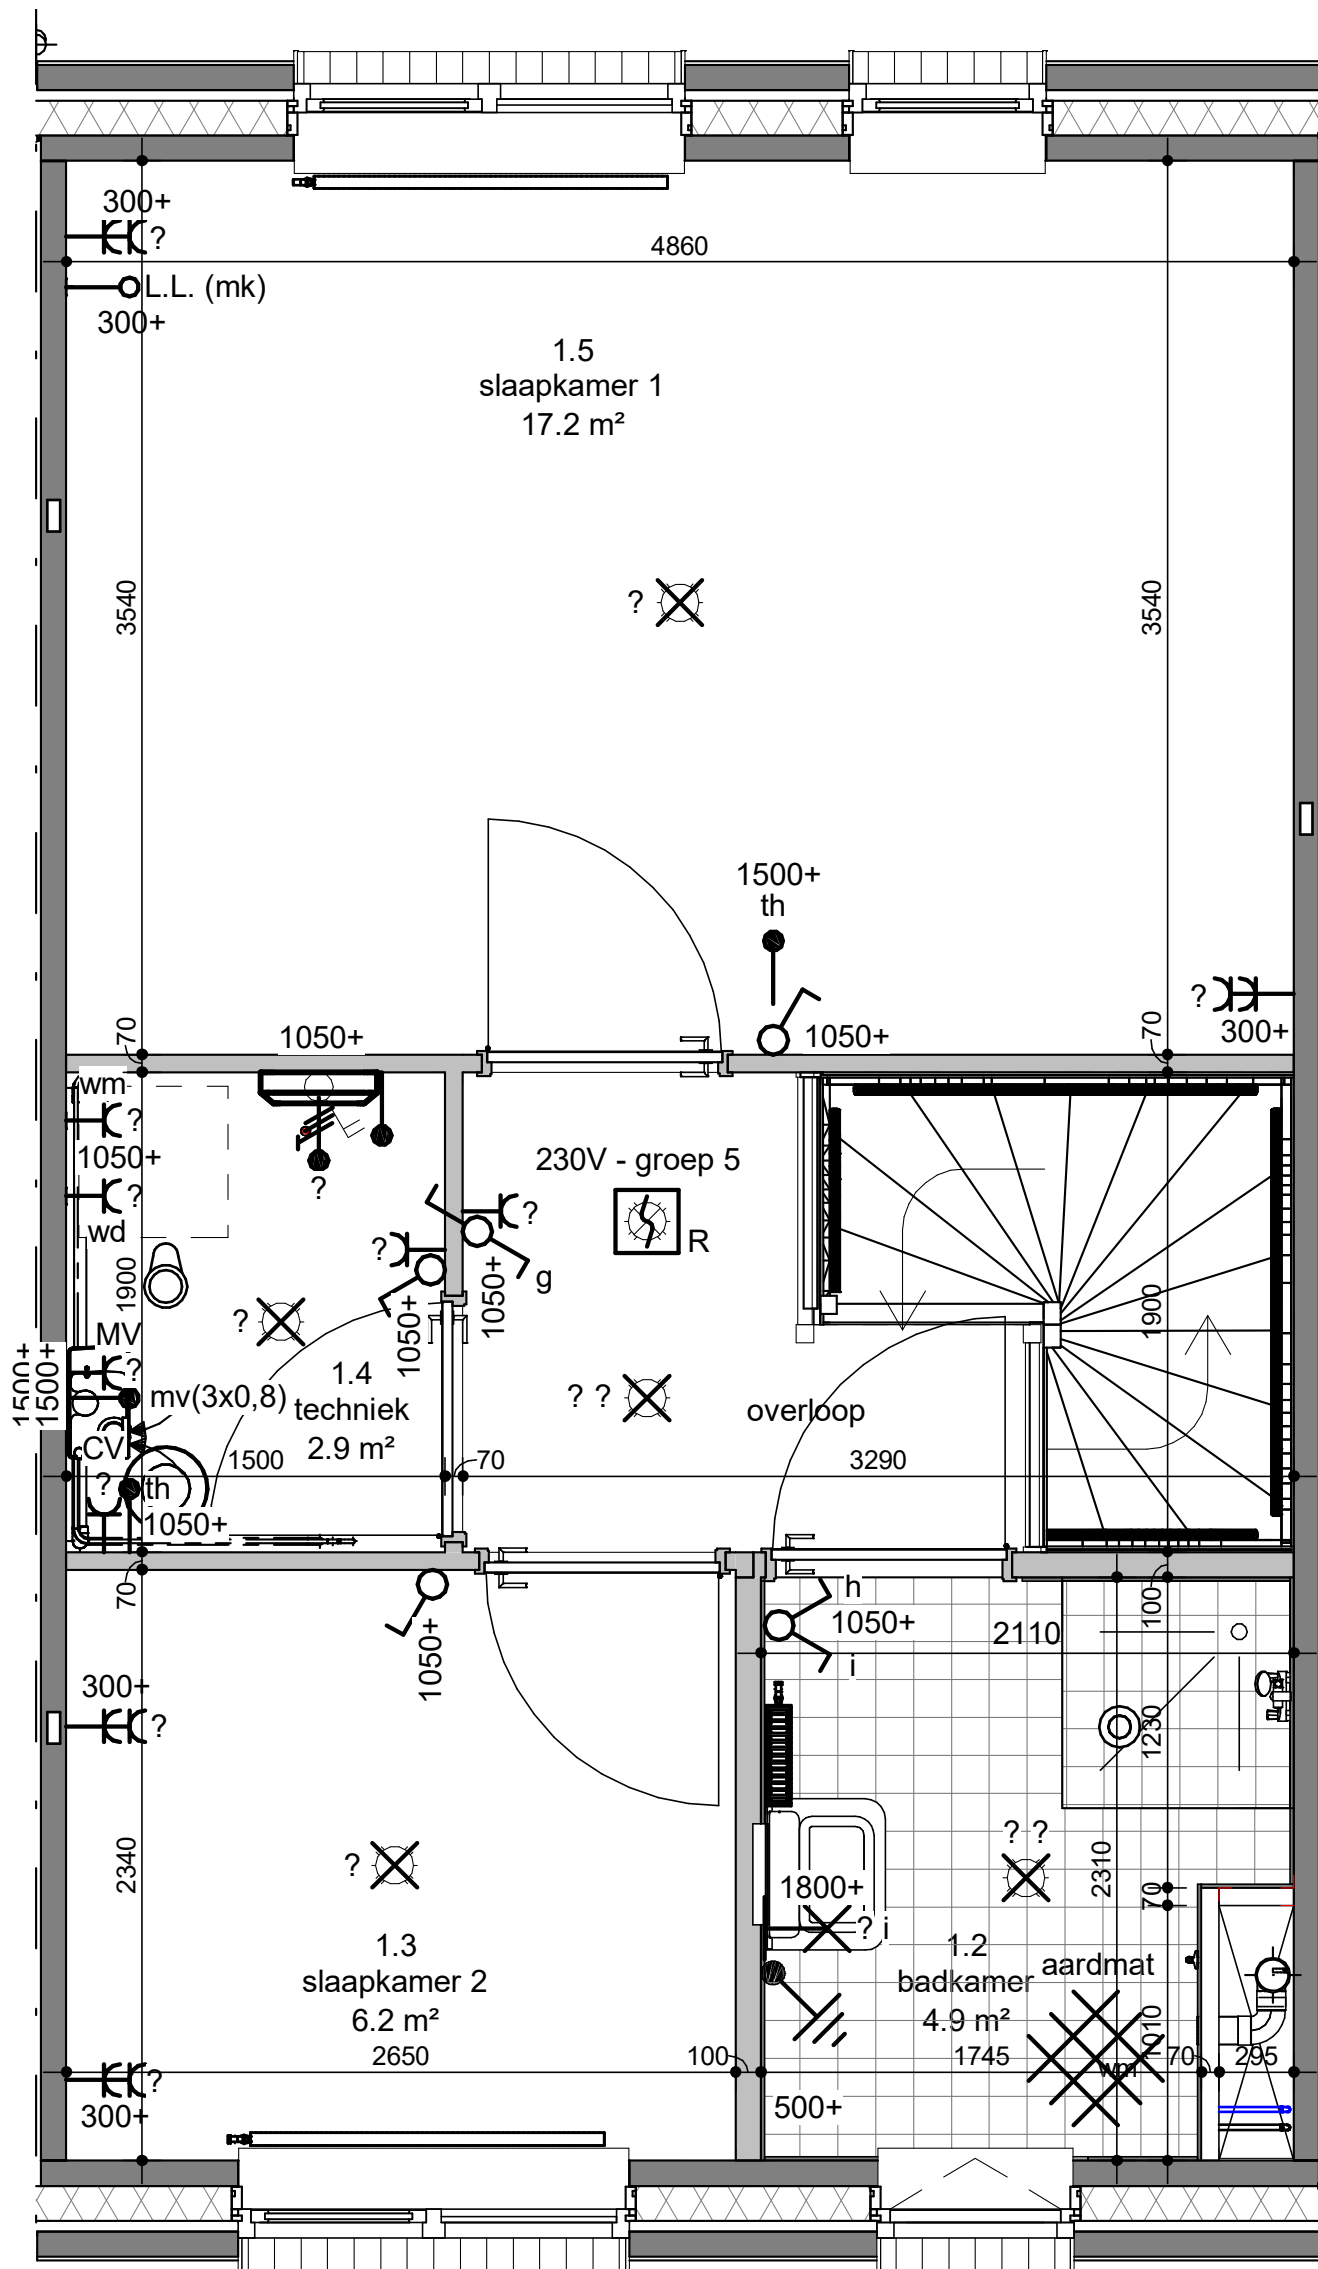 300+
?
4860
L.L. (mk)
300+
1.5
slaapkamer 1
17.2 m²
3540
?
3540
1500+
th
?
300+
70
1050+
1050+
70
wm
?
1050+
?
wd
?
230V - groep 5
R
?
?
g
1050+
1050+
1900
1900
?
MV
?
1500+
1500+
mv(3x0,8)
1.4
techniek
2.9 m²
? ?
overloop
CV
?
th
1050+
1500
70
3290
70
1050+
h
1050+
i
2110
100
300+
?
1230
2340
?
? ?
2310
70
1800+
? i
1.3
slaapkamer 2
6.2 m²
1.2
badkamer
4.9 m²
aardmat
1010
wm
2650
100
1745
70
295
?
300+
500+